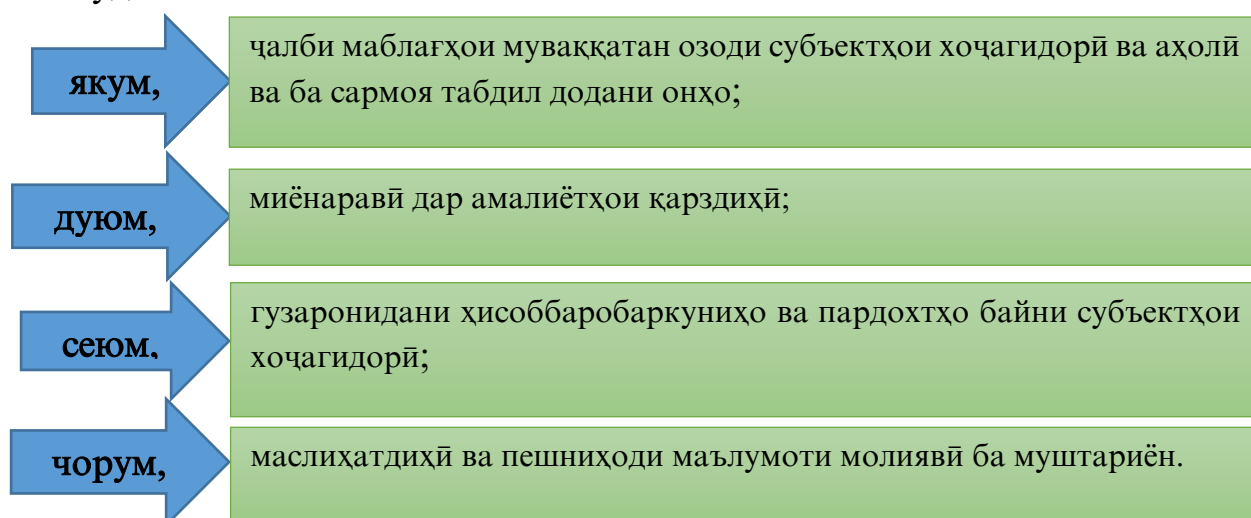 якум,
ҷалби маблағҳои муваққатан озоди субъектҳои хоҷагидорӣ ва аҳолӣ
ва ба сармоя табдил додани онҳо;
дуюм,
миёнаравӣ дар амалиётҳои қарздиҳӣ;
сеюм,
гузаронидани ҳисоббаробаркуниҳо ва пардохтҳо байни субъектҳои
хоҷагидорӣ;
чорум,
маслиҳатдиҳӣ ва пешниҳоди маълумоти молиявӣ ба муштариён.